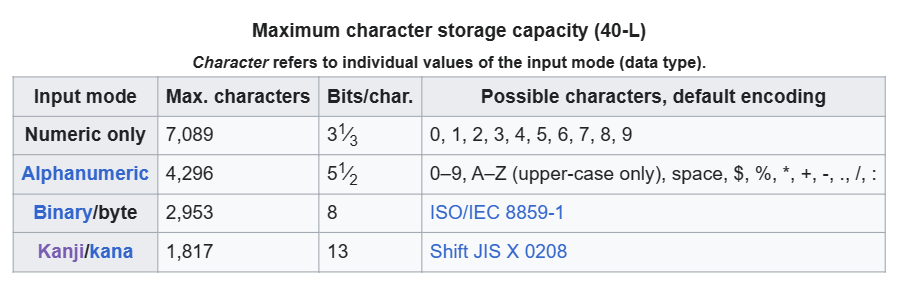 Maximum character storage capacity (40-L)
Character refers to individual values of the input mode (data type).
Input mode Max. characters Bits/char. Possible characters, default encoding
Numeric only 7,089 3⅓ 0, 1, 2, 3, 4, 5, 6, 7, 8, 9
Alphanumeric 4,296 5½ 0–9, A–Z (upper-case only), space, $, %, *, +, -, ., /, :
Binary/byte 2,953 8 ISO/IEC 8859-1
Kanji/kana 1,817 13 Shift JIS X 0208